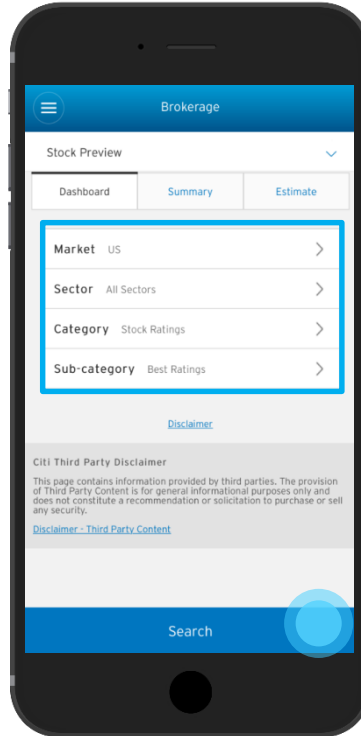 Brokerage
Stock Preview
Dashboard Summary Estimate
Market US
Sector All Sectors
Category Stock Ratings
Sub-category Best Ratings
Disclaimer
Citi Third Party Disclaimer
This page contains information provided by third parties. The provision
of Third Party Content is for general informational purposes only and
does not constitute a recommendation or solicitation to purchase or sell
any security.
Disclaimer - Third Party Content
Search